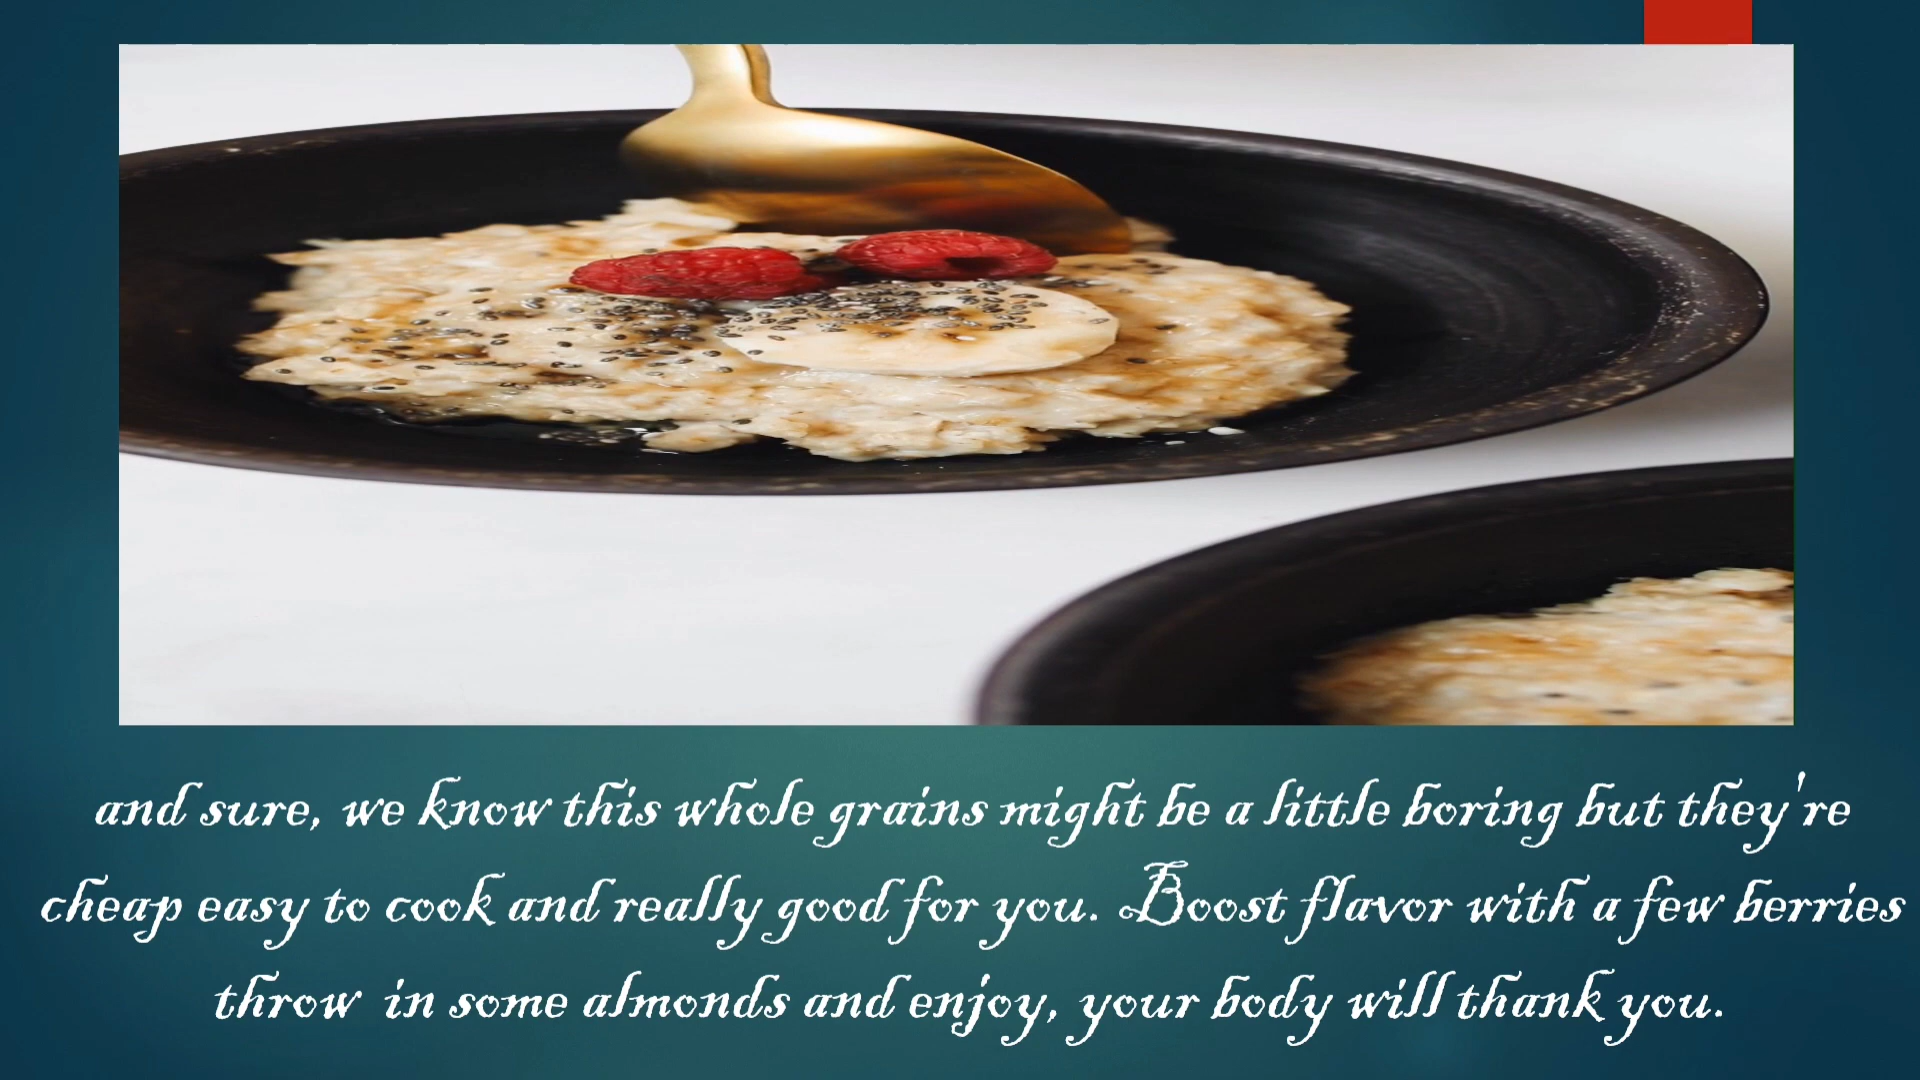 and sure, we know this whole grains might be a little boring but they're
cheap easy to cook and really good for you. Boost flavor with a few berries
throw in some almonds and enjoy, your body will thank you.